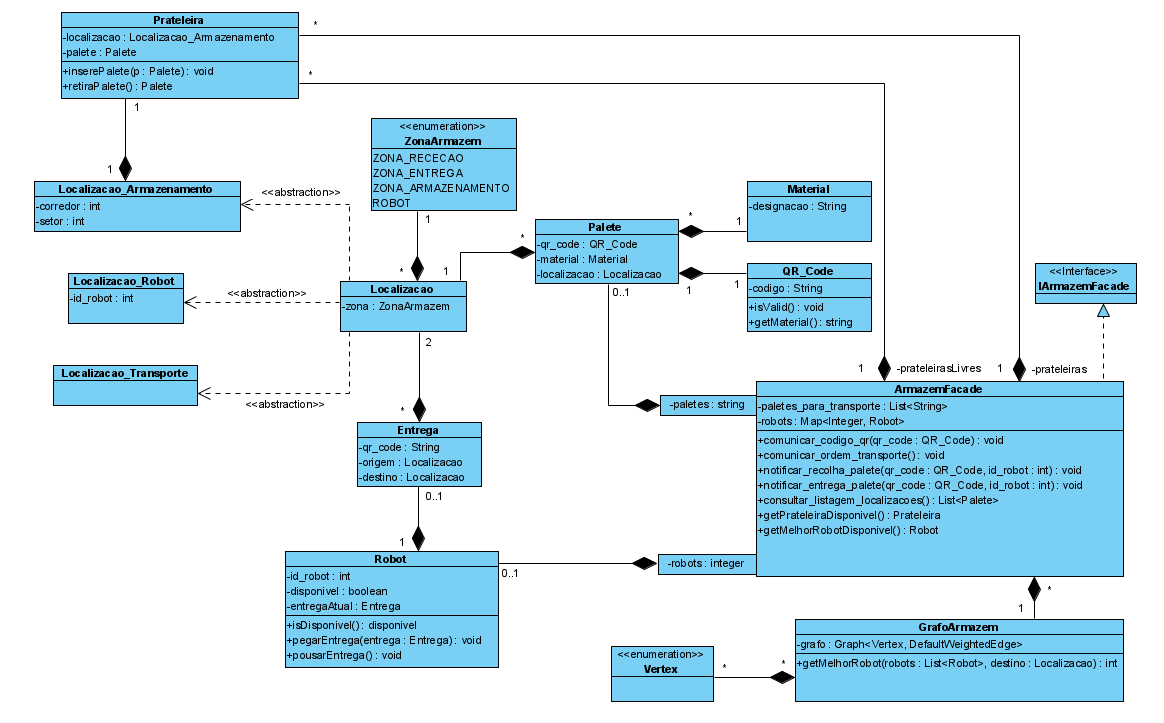 Prateleira
-localizacao : Localizacao_Armazenamento
-palete : Palete
+inserePalete(p : Palete) : void
+retiraPalete() : Palete
*
*
1
1
Localizacao_Armazenamento
-corredor : int
-setor : int
<<abstraction>>
<<enumeration>>
ZonaArmazem
ZONA_RECECAO
ZONA_ENTREGA
ZONA_ARMAZENAMENTO
ROBOT
1
*
1
*
Palete
-qr_code : QR_Code
-material : Material
-localizacao : Localizacao
*
1
Material
-designacao : String
1
1
QR_Code
-codigo : String
+isValid() : void
+getMaterial() : string
0..1
Localizacao_Robot
-id_robot : int
<<abstraction>>
Localizacao
-zona : ZonaArmazem
2
*
Localizacao_Transporte
<<abstraction>>
<<Interface>>
IArmazemFacade
1
-prateleirasLivres
1
-prateleiras
ArmazemFacade
-paletes_para_transporte : List<String>
-robots : Map<Integer, Robot>
+comunicar_codigo_qr(qr_code : QR_Code) : void
+comunicar_ordem_transporte() : void
+notificar_recolha_palete(qr_code : QR_Code, id_robot : int) : void
+notificar_entrega_palete(qr_code : QR_Code, id_robot : int) : void
+consultar_listagem_localizacoes() : List<Palete>
+getPrateleiraDisponivel() : Prateleira
+getMelhorRobotDisponivel() : Robot
-paletes : string
Entrega
-qr_code : String
-origem : Localizacao
-destino : Localizacao
0..1
1
Robot
-id_robot : int
-disponivel : boolean
-entregaAtual : Entrega
+isDisponivel() : disponivel
+pegarEntrega(entrega : Entrega) : void
+pousarEntrega() : void
0..1
-robots : integer
*
1
GrafoArmazem
-grafo : Graph<Vertex, DefaultWeightedEdge>
+getMelhorRobot(robots : List<Robot>, destino : Localizacao) : int
<<enumeration>>
Vertex
*
*